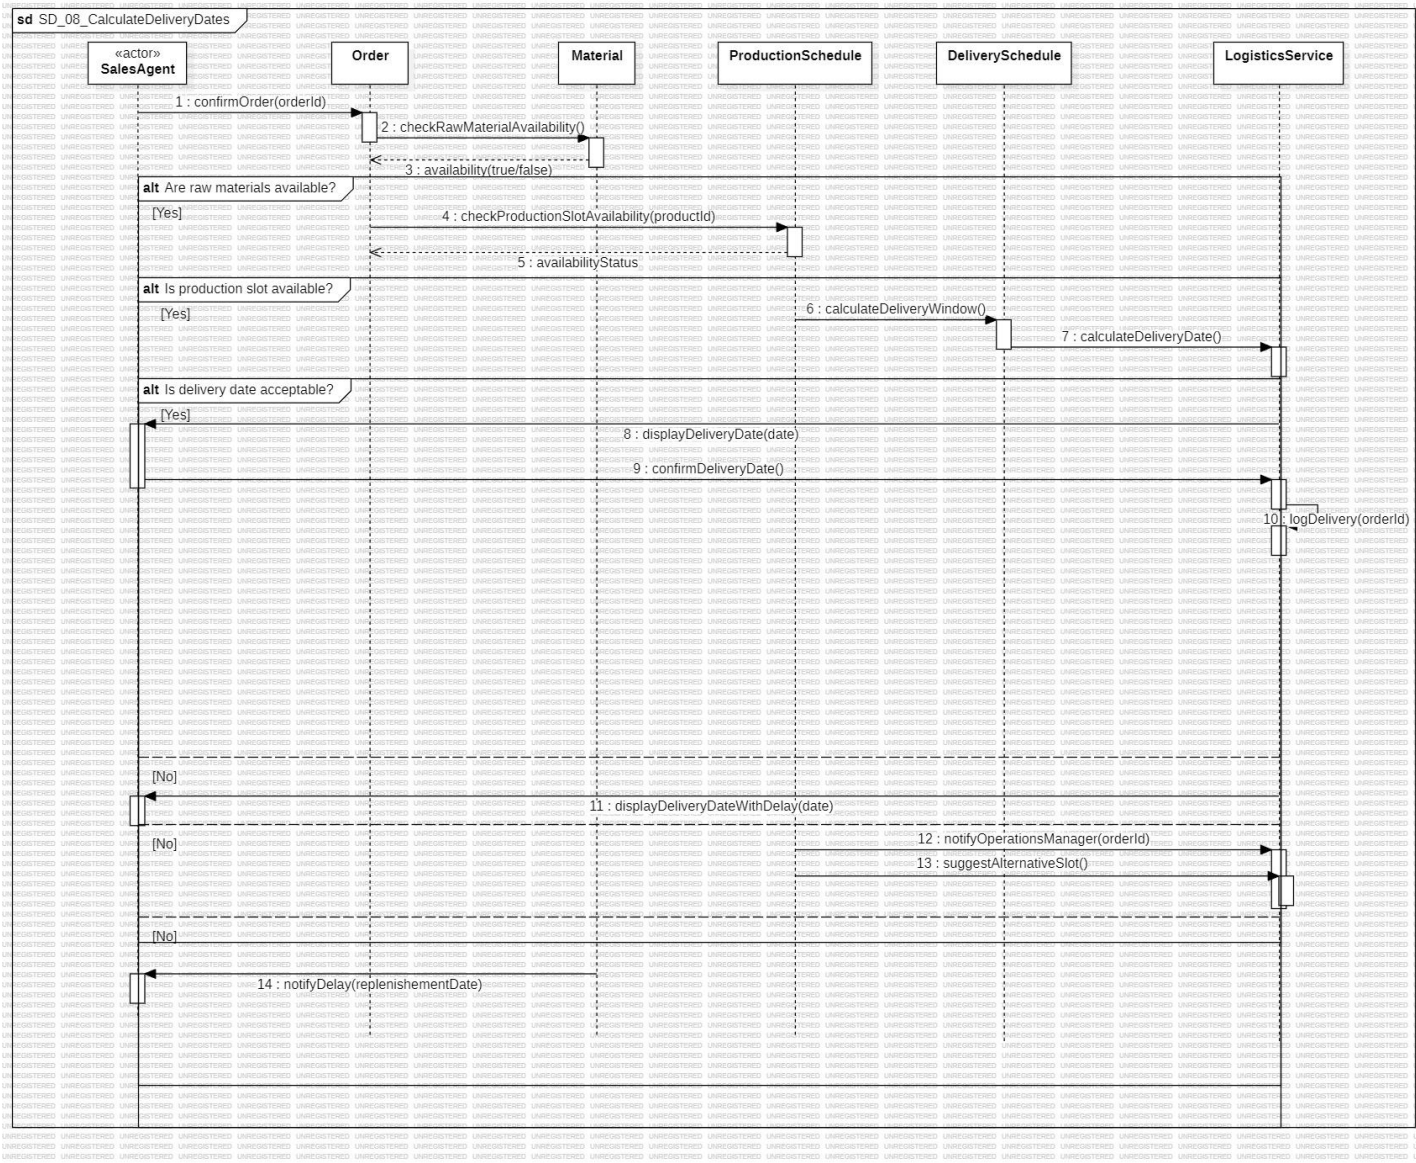 sd SD_08_CalculateDeliveryDates
«actor»
SalesAgent
Order
Material
ProductionSchedule
DeliverySchedule
LogisticsService
1 : confirmOrder(orderId)
2 : checkRawMaterialAvailability()
3 : availability(true/false)
alt Are raw materials available?
[Yes]
4 : checkProductionSlotAvailability(productId)
5 : availabilityStatus
alt Is production slot available?
[Yes]
6 : calculateDeliveryWindow()
7 : calculateDeliveryDate()
alt Is delivery date acceptable?
[Yes]
8 : displayDeliveryDate(date)
9 : confirmDeliveryDate()
10 : logDelivery(orderId)
[No]
11 : displayDeliveryDateWithDelay(date)
[No]
12 : notifyOperationsManager(orderId)
13 : suggestAlternativeSlot()
[No]
14 : notifyDelay(replenishementDate)
UNREGISTERED